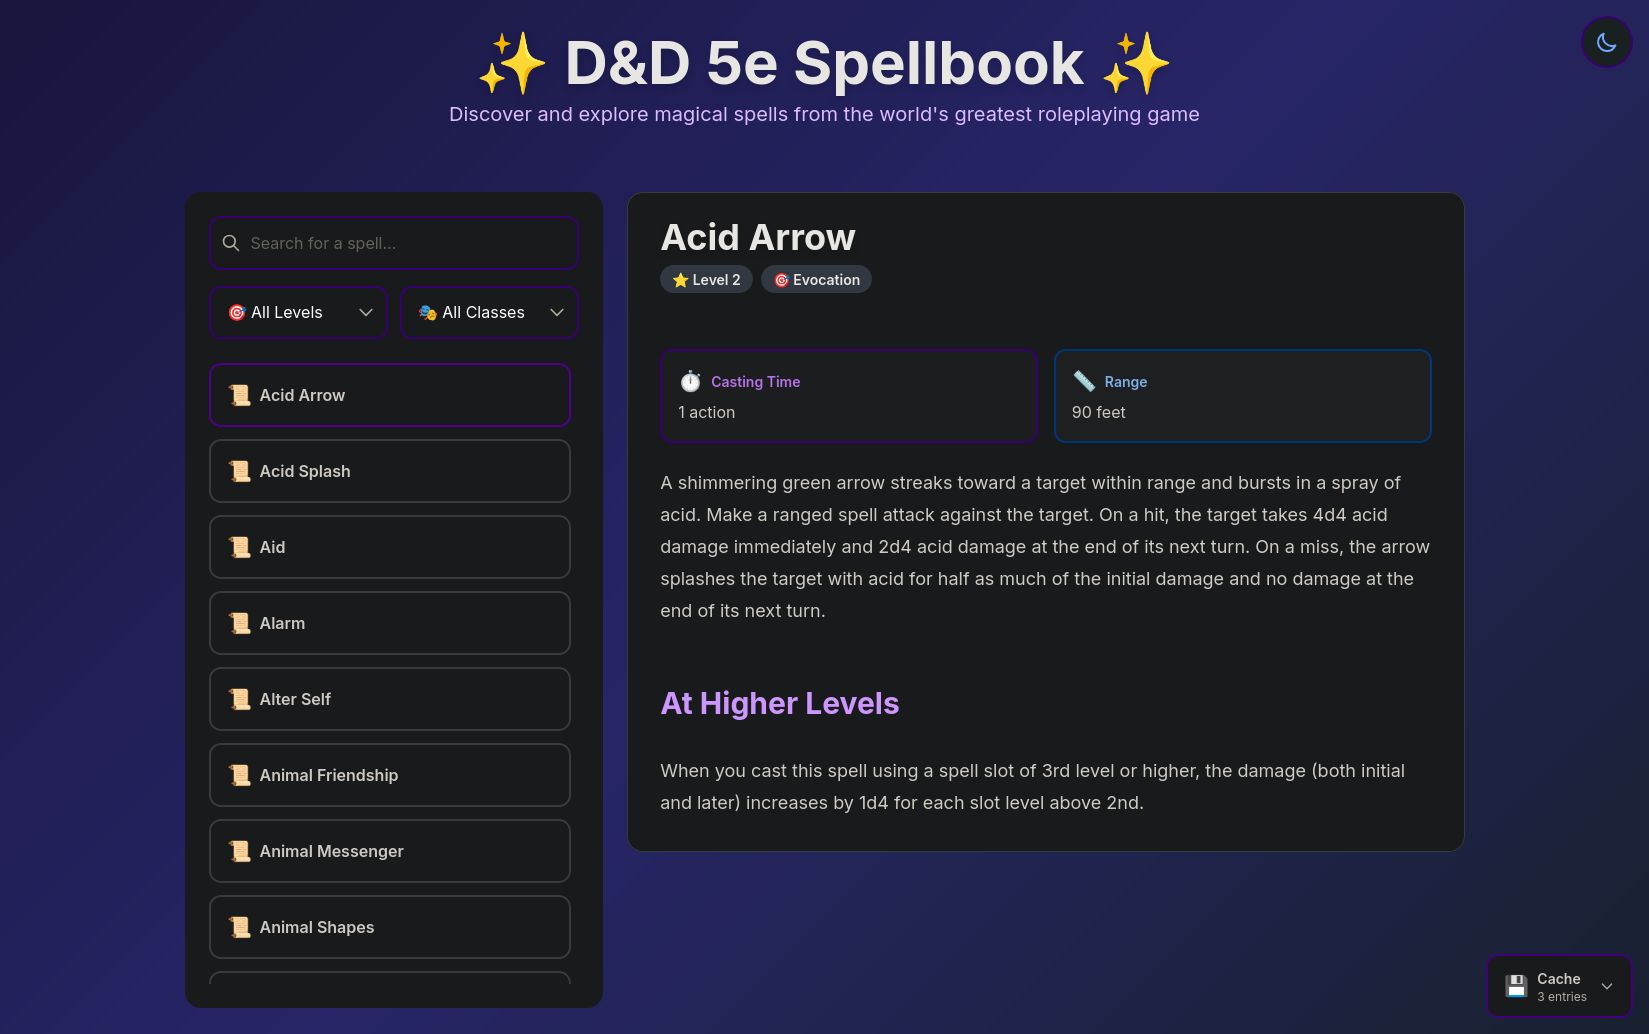 ✨ D&D 5e Spellbook ✨
Discover and explore magical spells from the world's greatest roleplaying game
Search for a spell...
🎯 All Levels
🎭 All Classes
📜 Acid Arrow
📜 Acid Splash
📜 Aid
📜 Alarm
📜 Alter Self
📜 Animal Friendship
📜 Animal Messenger
📜 Animal Shapes
Acid Arrow
⭐ Level 2
🎯 Evocation
⏱️ Casting Time
1 action
📏 Range
90 feet
A shimmering green arrow streaks toward a target within range and bursts in a spray of
acid. Make a ranged spell attack against the target. On a hit, the target takes 4d4 acid
damage immediately and 2d4 acid damage at the end of its next turn. On a miss, the arrow
splashes the target with acid for half as much of the initial damage and no damage at the
end of its next turn.
At Higher Levels
When you cast this spell using a spell slot of 3rd level or higher, the damage (both initial
and later) increases by 1d4 for each slot level above 2nd.
💾 Cache
3 entries